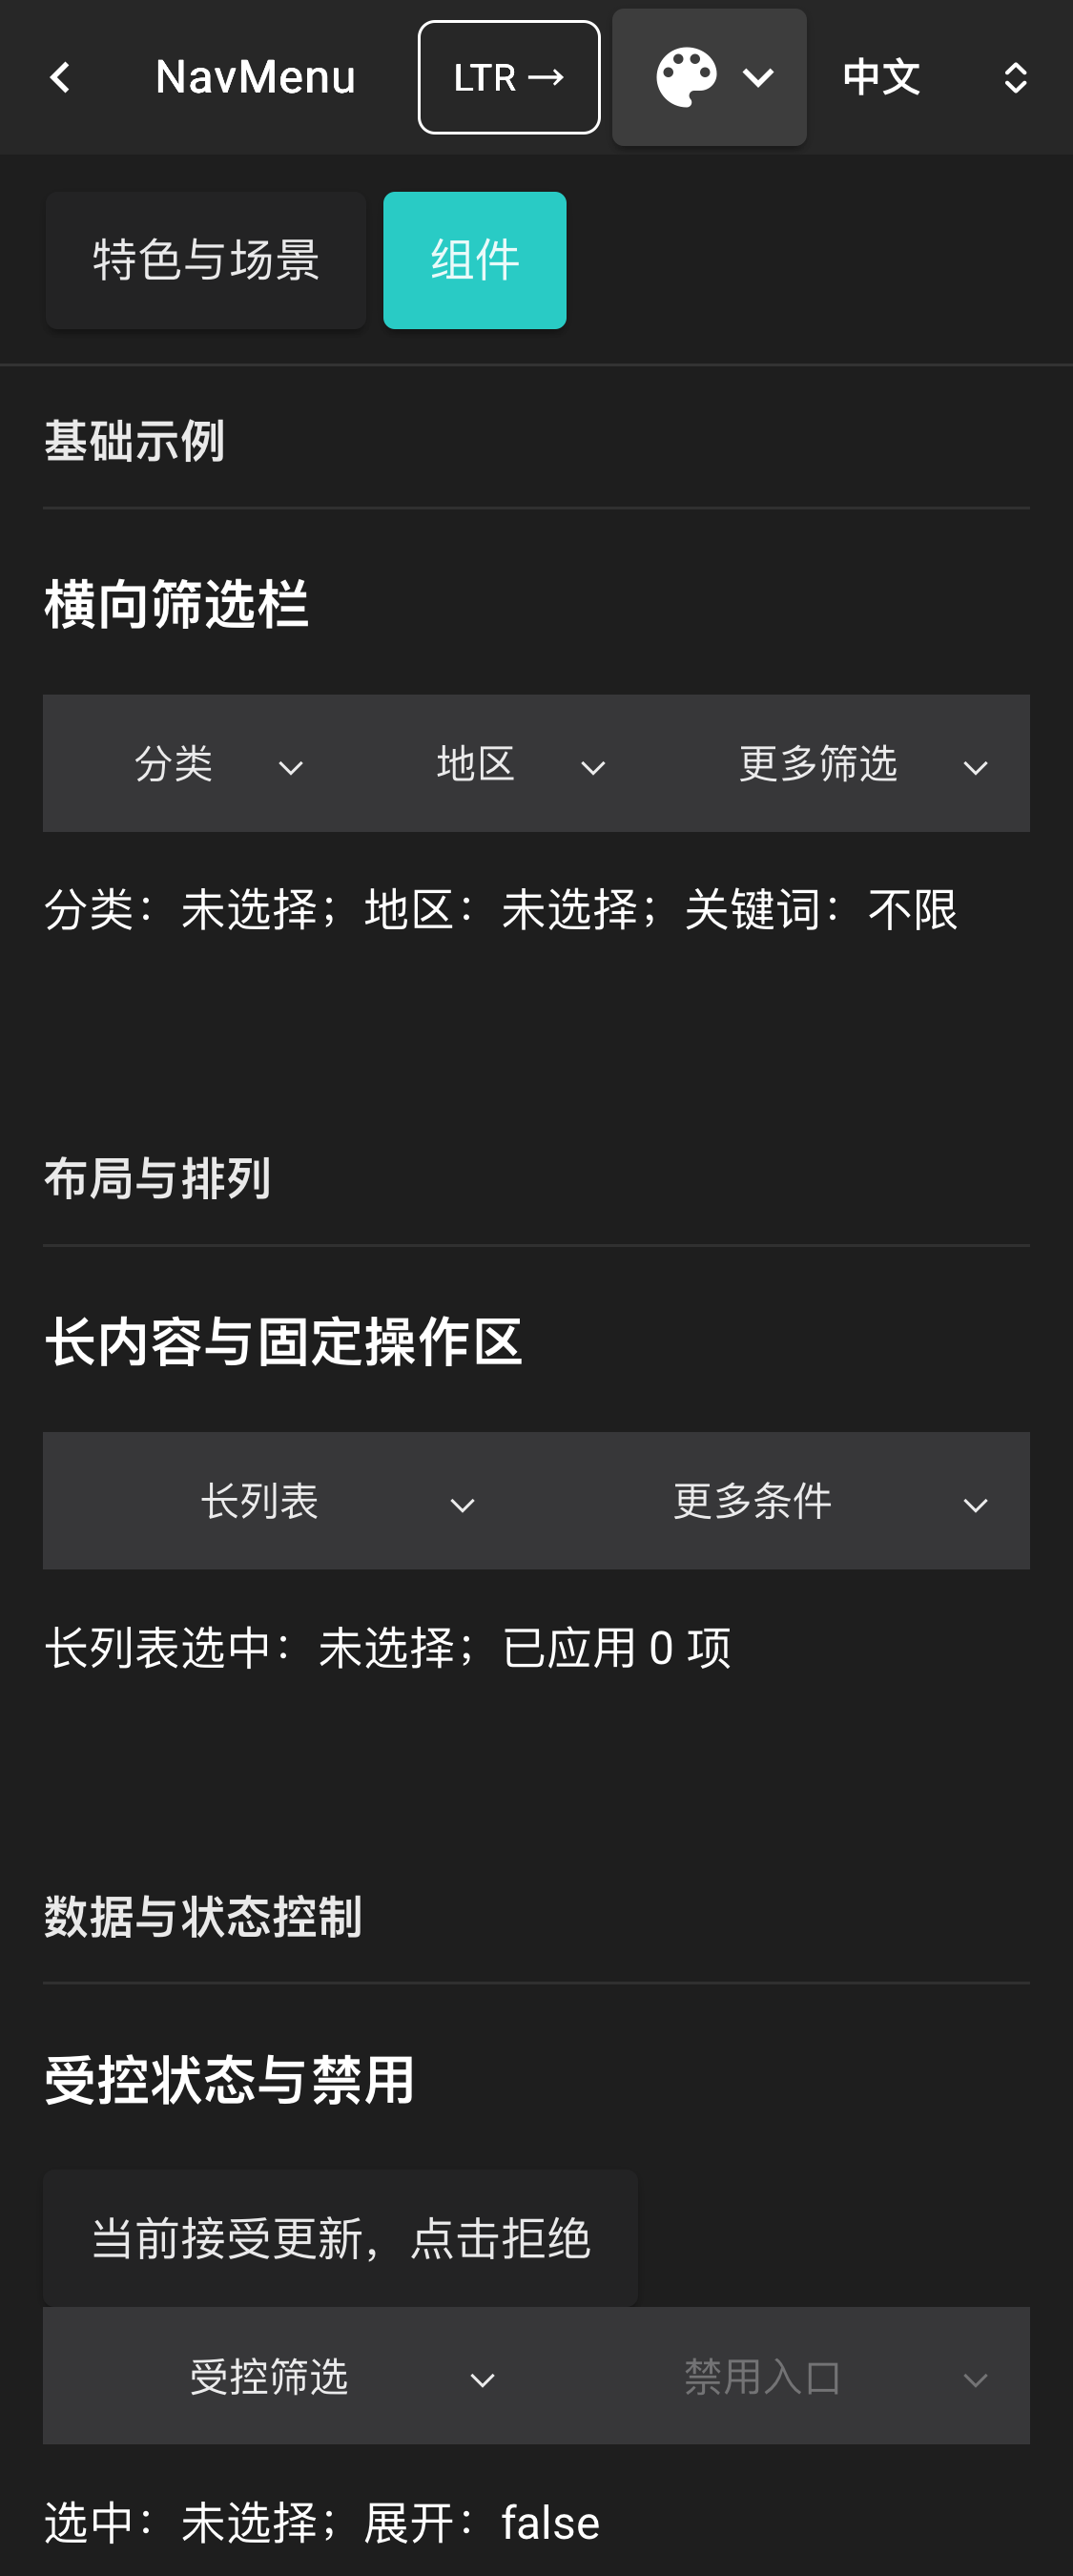 NavMenu LTR → 中文
特色与场景 组件
基础示例
横向筛选栏
分类 地区 更多筛选
分类：未选择；地区：未选择；关键词：不限
布局与排列
长内容与固定操作区
长列表 更多条件
长列表选中：未选择；已应用 0 项
数据与状态控制
受控状态与禁用
当前接受更新，点击拒绝
受控筛选 禁用入口
选中：未选择；展开：false